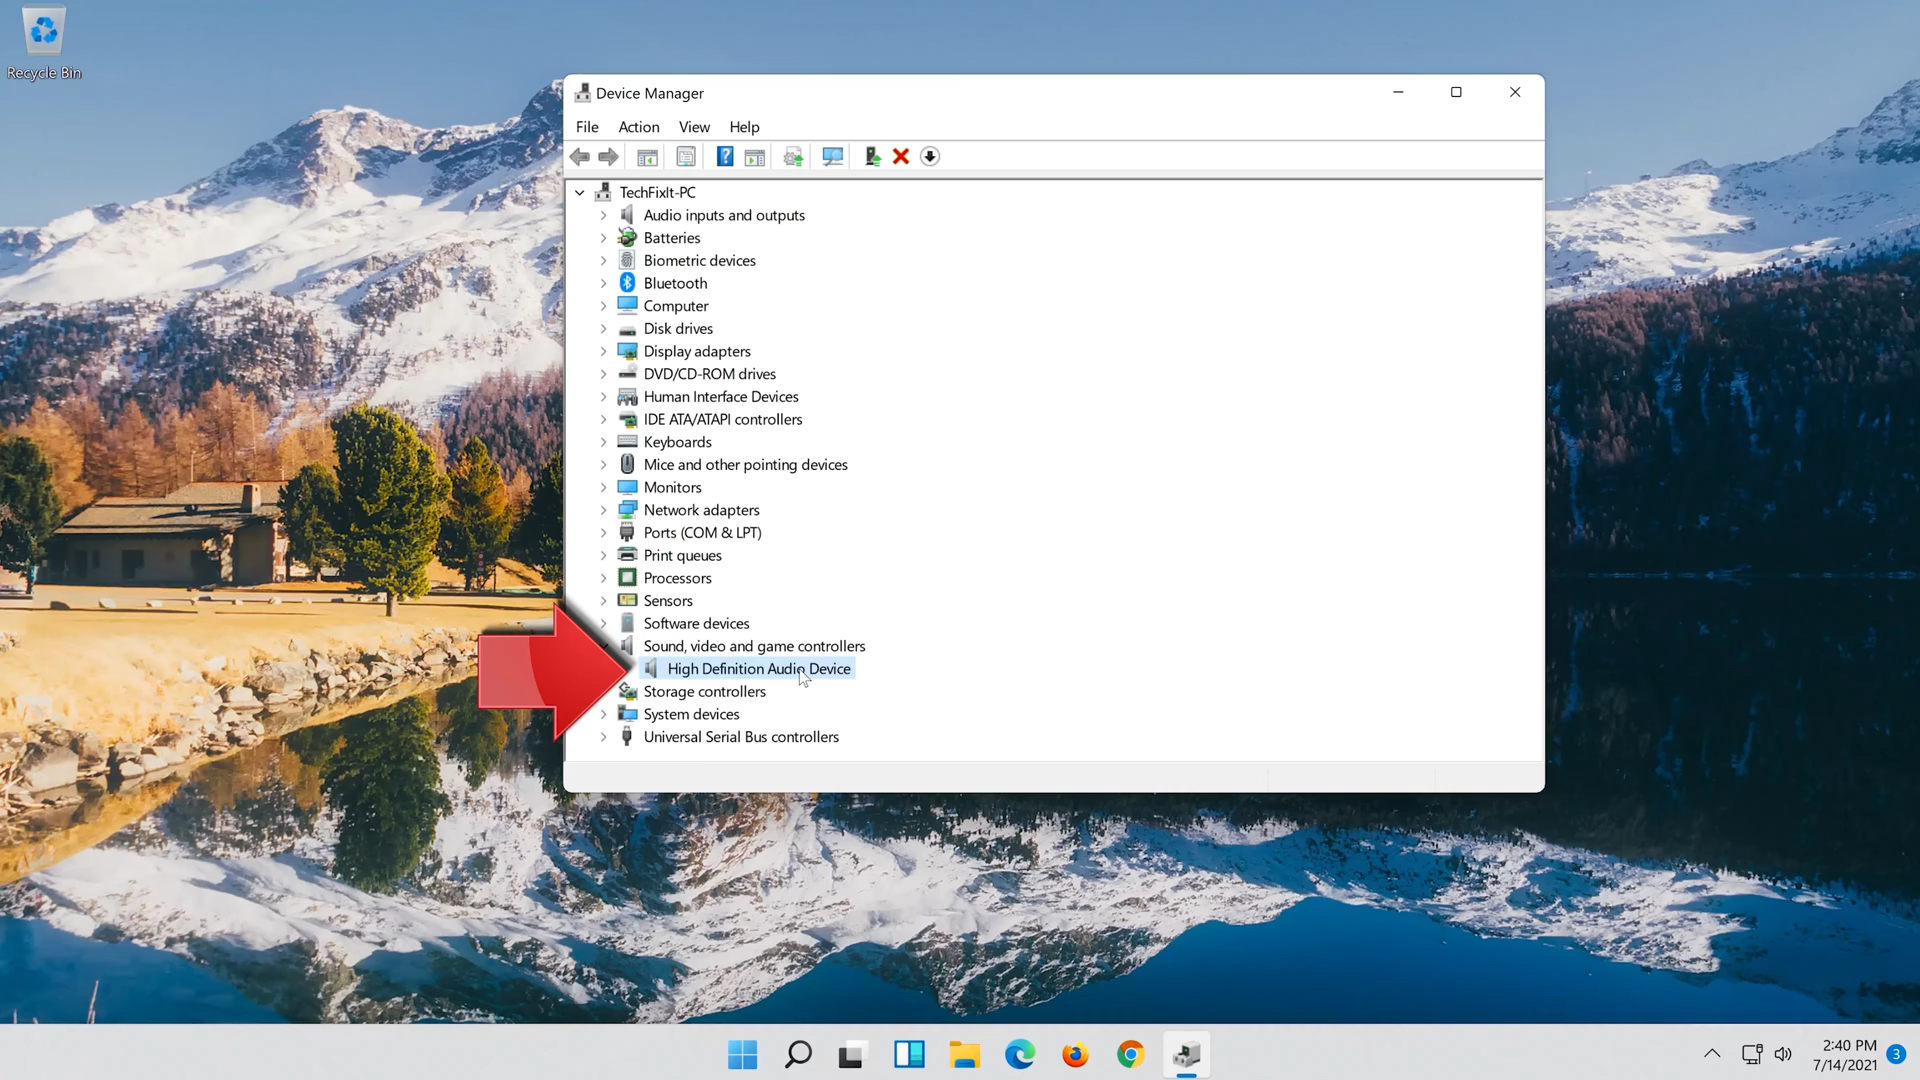 Recycle Bin
Device Manager
File Action View Help
TechFixIt-PC
Audio inputs and outputs
Batteries
Biometric devices
Bluetooth
Computer
Disk drives
Display adapters
DVD/CD-ROM drives
Human Interface Devices
IDE ATA/ATAPI controllers
Keyboards
Mice and other pointing devices
Monitors
Network adapters
Ports (COM & LPT)
Print queues
Processors
Sensors
Software devices
Sound, video and game controllers
High Definition Audio Device
Storage controllers
System devices
Universal Serial Bus controllers
2:40 PM
7/14/2021
3